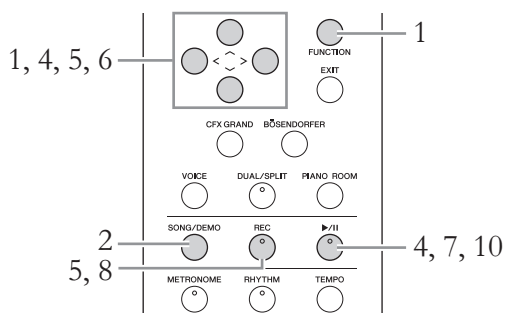 1
FUNCTION
1, 4, 5, 6
EXIT
CFX GRAND BÖSENDORFER
VOICE DUAL/SPLIT PIANO ROOM
SONG/DEMO REC ▶/II
2
4, 7, 10
5, 8
METRONOME RHYTHM TEMPO